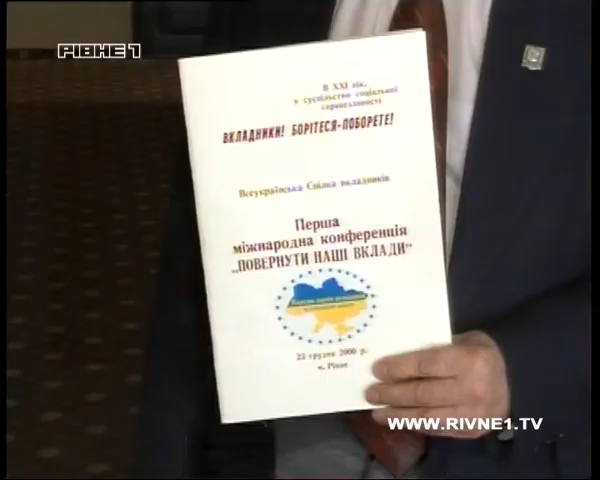 РІВНЕ 1
В ХХІ вік,
в суспільство соціальної
справедливості
ВКЛАДНИКИ! БОРІТЕСЯ-ПОБОРЕТЕ!
Всеукраїнська Спілка вкладників
Перша
міжнародна конференція
„ПОВЕРНУТИ НАШІ ВКЛАДИ"
23 грудня 2000 р.
м. Рівне
WWW.RIVNE1.TV